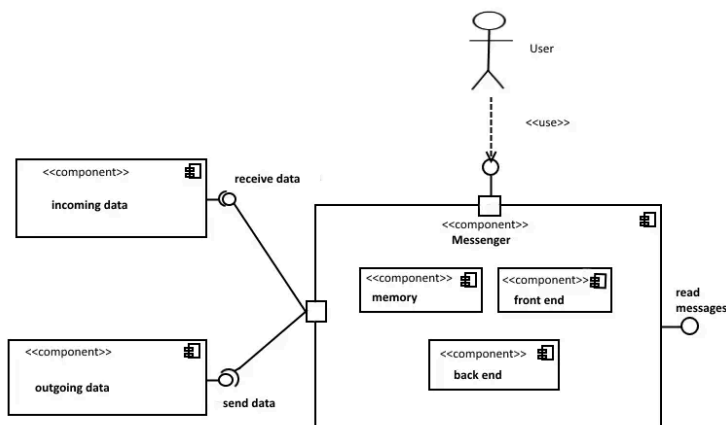 User
<<use>>
<<component>>
incoming data
receive data
<<component>>
Messenger
<<component>>
memory
<<component>>
front end
read
messages
<<component>>
outgoing data
send data
<<component>>
back end